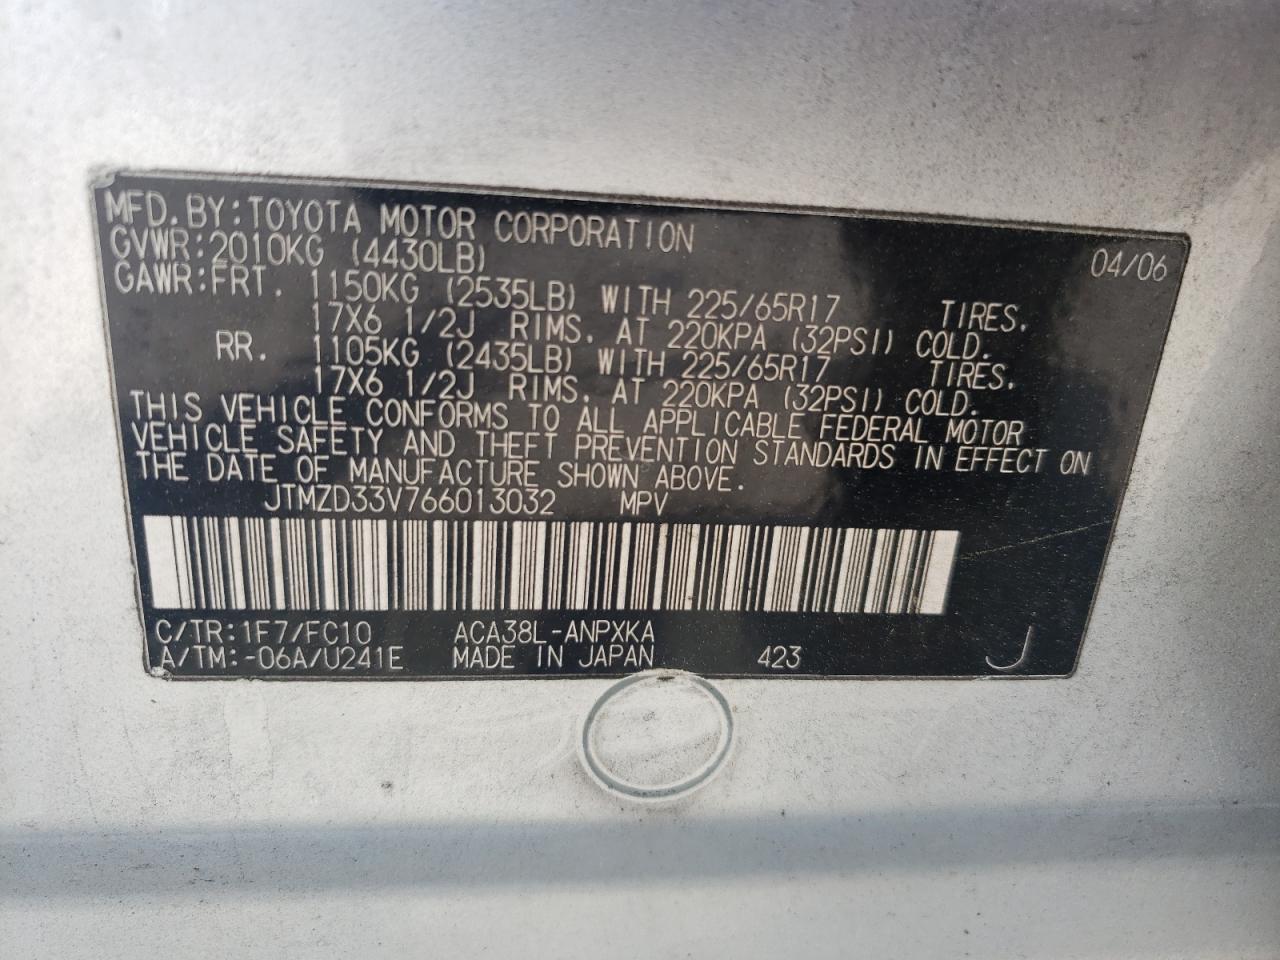 MFD.BY:TOYOTA MOTOR CORPORATION 04/06
GVWR:2010KG (4430LB)
GAWR:FRT. 1150KG (2535LB) WITH 225/65R17 TIRES.
17X6 1/2J RIMS. AT 220KPA (32PSI) COLD.
RR. 1105KG (2435LB) WITH 225/65R17 TIRES.
17X6 1/2J RIMS. AT 220KPA (32PSI) COLD.
THIS VEHICLE CONFORMS TO ALL APPLICABLE FEDERAL MOTOR
VEHICLE SAFETY AND THEFT PREVENTION STANDARDS IN EFFECT ON
THE DATE OF MANUFACTURE SHOWN ABOVE.
JTMZD33V766013032 MPV
C/TR:1F7/FC10 ACA38L-ANPXKA
A/TM:-06A/U241E MADE IN JAPAN 423 J